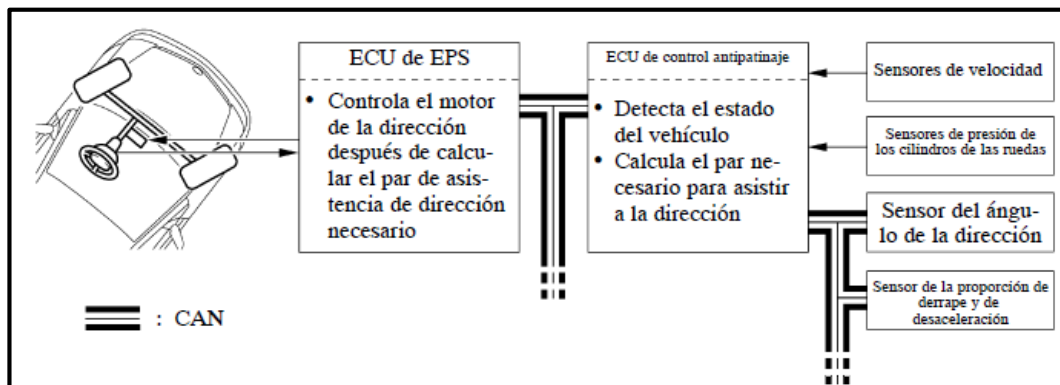 ECU de EPS
• Controla el motor
de la dirección
después de calcu-
lar el par de asis-
tencia de dirección
necesario
ECU de control antipatinaje
• Detecta el estado
del vehículo
• Calcula el par ne-
cesario para asistir
a la dirección
Sensores de velocidad
Sensores de presión de
los cilindros de las ruedas
Sensor del ángu-
lo de la dirección
Sensor de la proporción de
derrape y de
desaceleración
: CAN